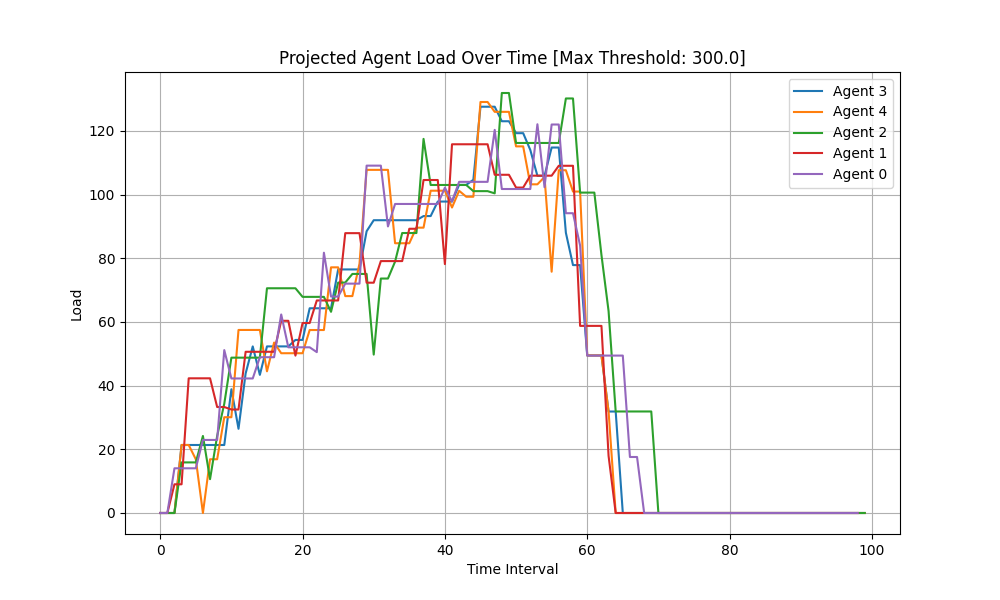 Projected Agent Load Over Time [Max Threshold: 300.0]
Load
120
100
80
60
40
20
0
0 20 40 60 80 100
Time Interval
Agent 3
Agent 4
Agent 2
Agent 1
Agent 0